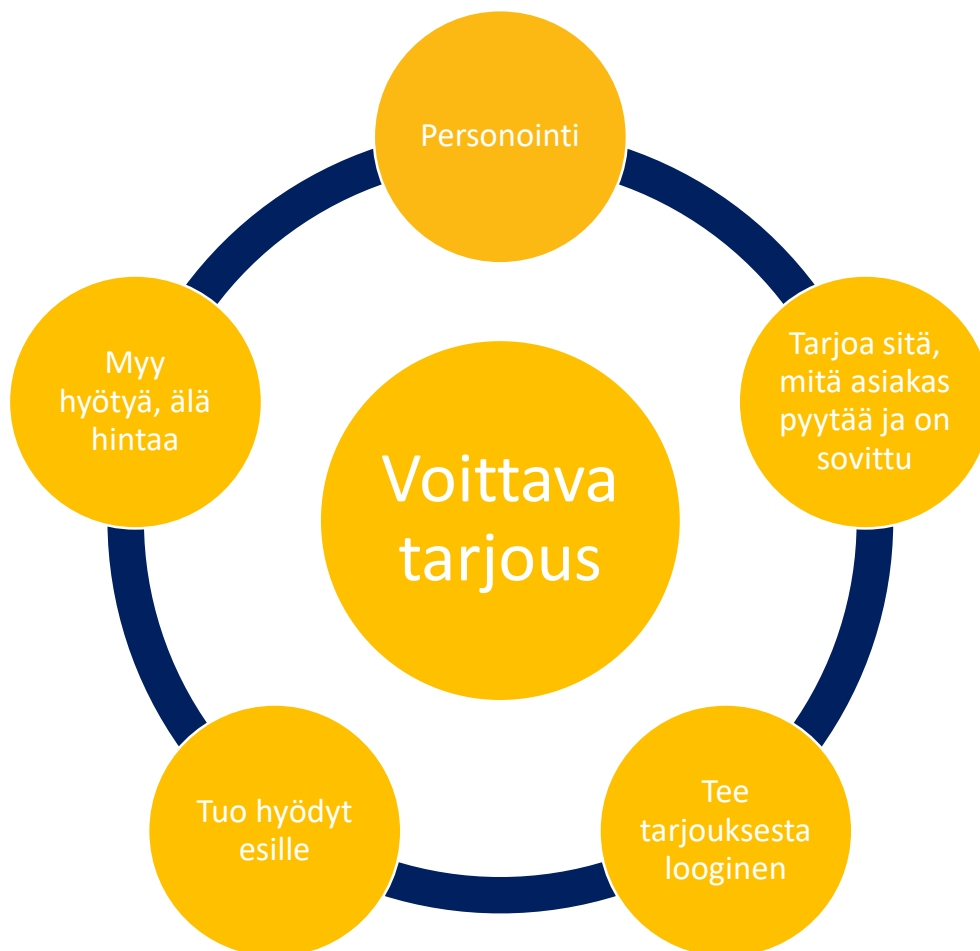 Personointi
Tarjoa sitä,
mitä asiakas
pyytää ja on
sovittu
Tee
tarjouksesta
looginen
Tuo hyödyt
esille
Myy
hyötyä, älä
hintaa
Voittava
tarjous